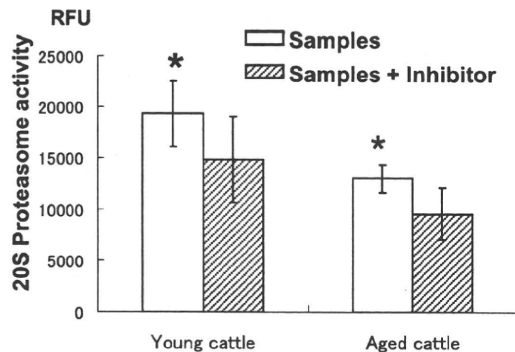 RFU
Samples
Samples + Inhibitor
20S Proteasome activity
25000
20000
15000
10000
5000
0
*
*
Young cattle
Aged cattle